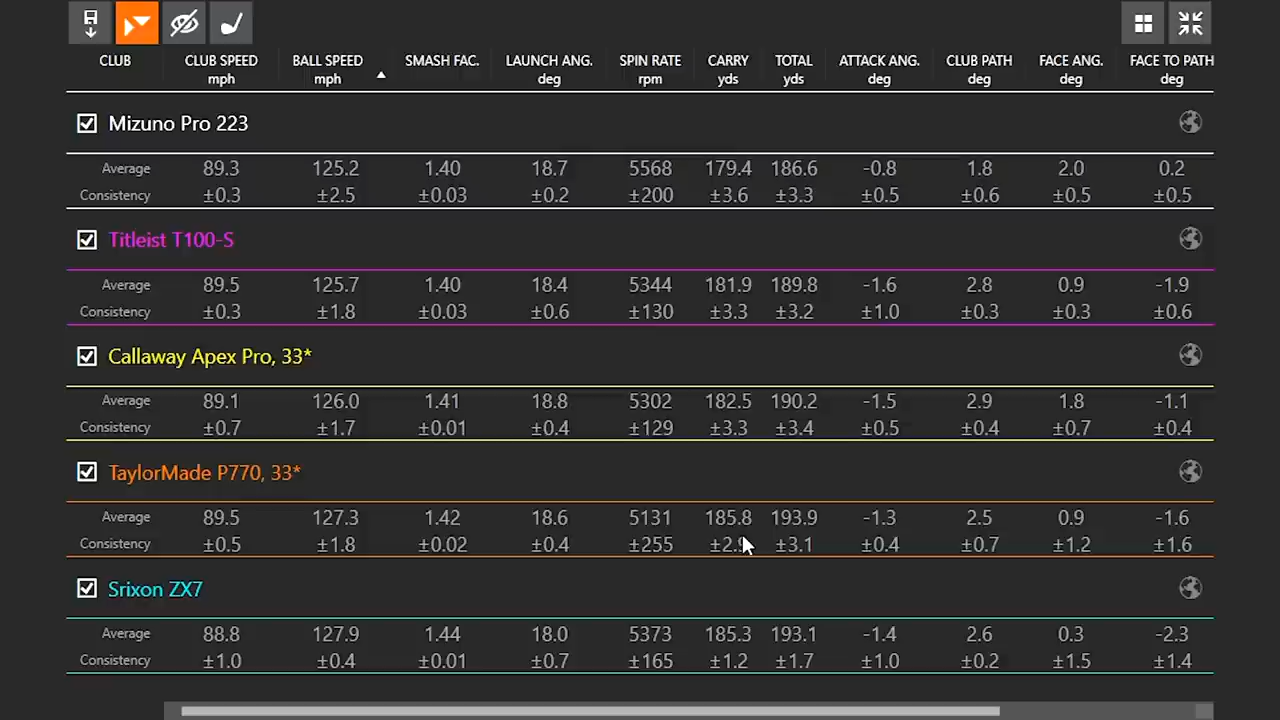 CLUB CLUB SPEED BALL SPEED SMASH FAC. LAUNCH ANG. SPIN RATE CARRY TOTAL ATTACK ANG. CLUB PATH FACE ANG. FACE TO PATH
mph mph deg rpm yds yds deg deg deg deg
Mizuno Pro 223
Average 89.3 125.2 1.40 18.7 5568 179.4 186.6 -0.8 1.8 2.0 0.2
Consistency ±0.3 ±2.5 ±0.03 ±0.2 ±200 ±3.6 ±3.3 ±0.5 ±0.6 ±0.5 ±0.5
Titleist T100-S
Average 89.5 125.7 1.40 18.4 5344 181.9 189.8 -1.6 2.8 0.9 -1.9
Consistency ±0.3 ±1.8 ±0.03 ±0.6 ±130 ±3.3 ±3.2 ±1.0 ±0.3 ±0.3 ±0.6
Callaway Apex Pro, 33*
Average 89.1 126.0 1.41 18.8 5302 182.5 190.2 -1.5 2.9 1.8 -1.1
Consistency ±0.7 ±1.7 ±0.01 ±0.4 ±129 ±3.3 ±3.4 ±0.5 ±0.4 ±0.7 ±0.4
TaylorMade P770, 33*
Average 89.5 127.3 1.42 18.6 5131 185.8 193.9 -1.3 2.5 0.9 -1.6
Consistency ±0.5 ±1.8 ±0.02 ±0.4 ±255 ±3.1 ±0.4 ±0.7 ±1.2 ±1.6
Srixon ZX7
Average 88.8 127.9 1.44 18.0 5373 185.3 193.1 -1.4 2.6 0.3 -2.3
Consistency ±1.0 ±0.4 ±0.01 ±0.7 ±165 ±1.2 ±1.7 ±1.0 ±0.2 ±1.5 ±1.4